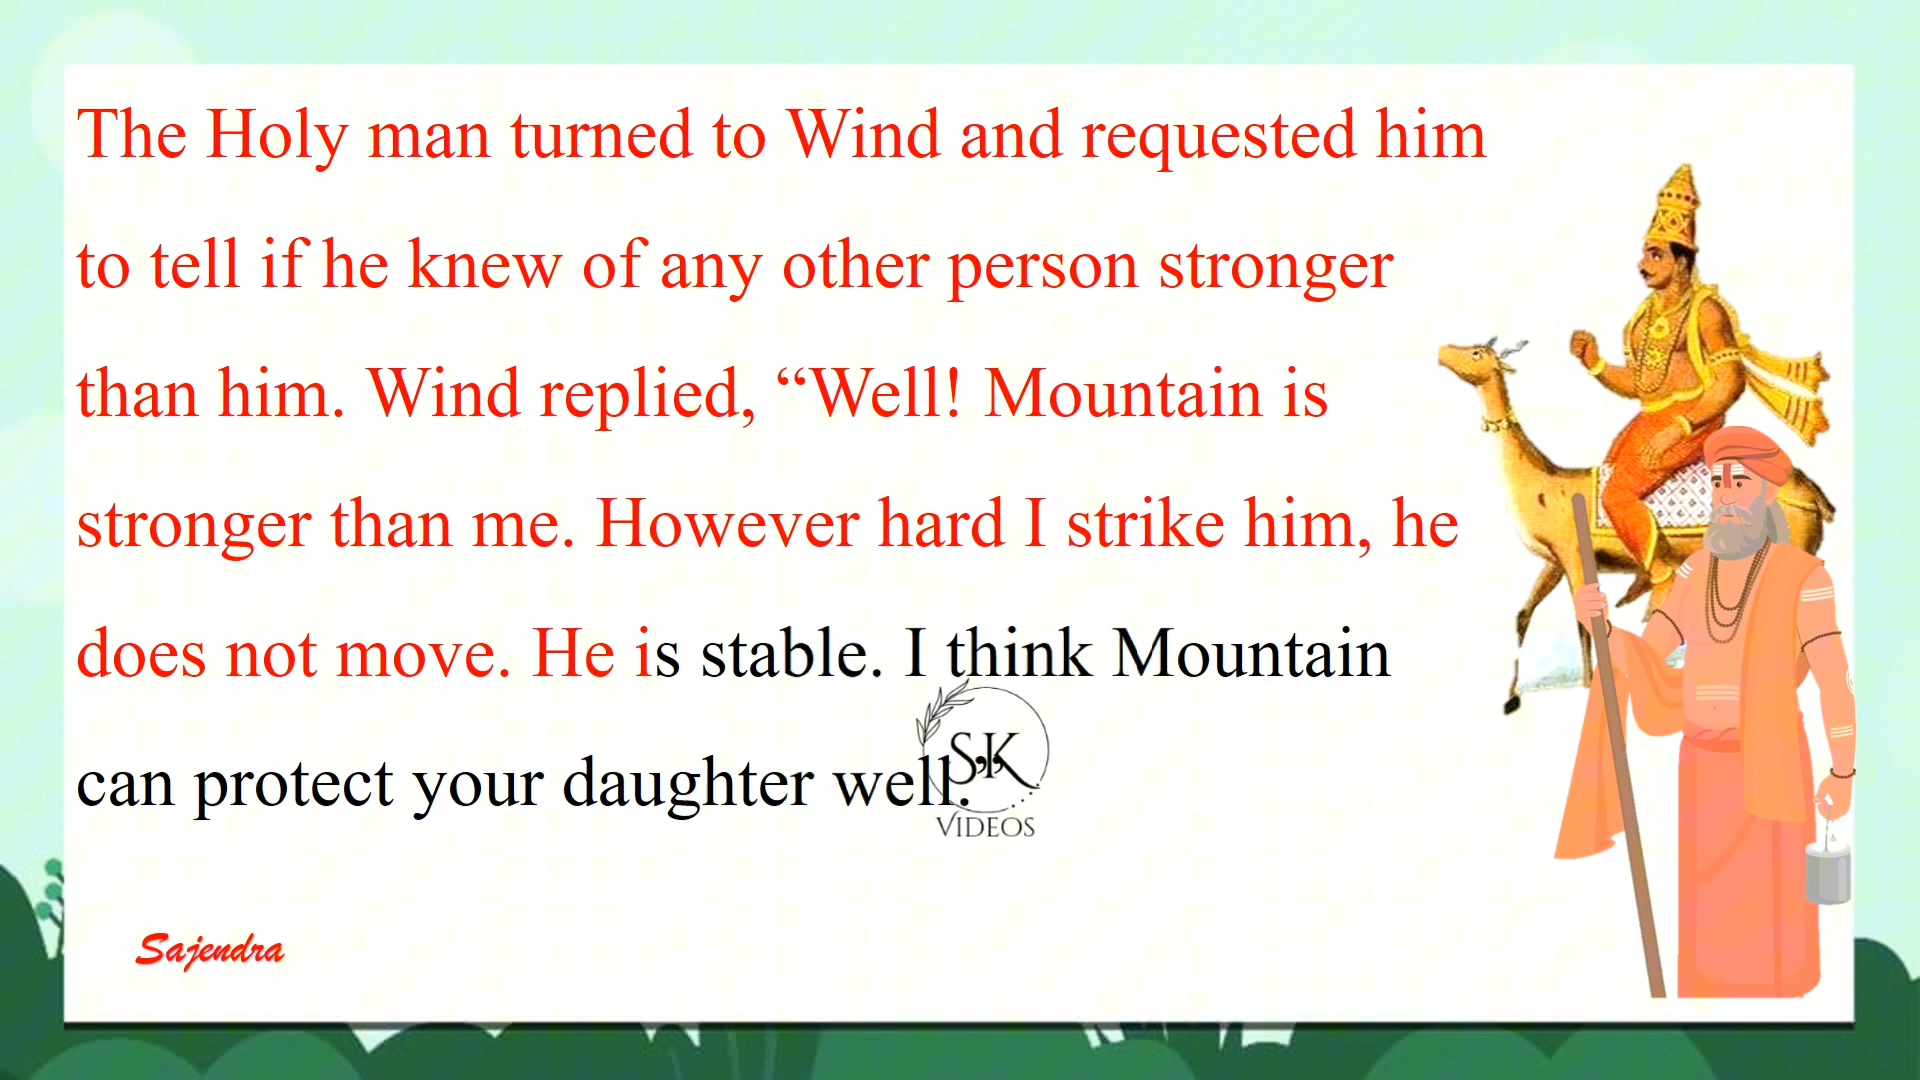 The Holy man turned to Wind and requested him
to tell if he knew of any other person stronger
than him. Wind replied, “Well! Mountain is
stronger than me. However hard I strike him, he
does not move. He is stable. I think Mountain
can protect your daughter well.
S.K
VIDEOS
Sajendra